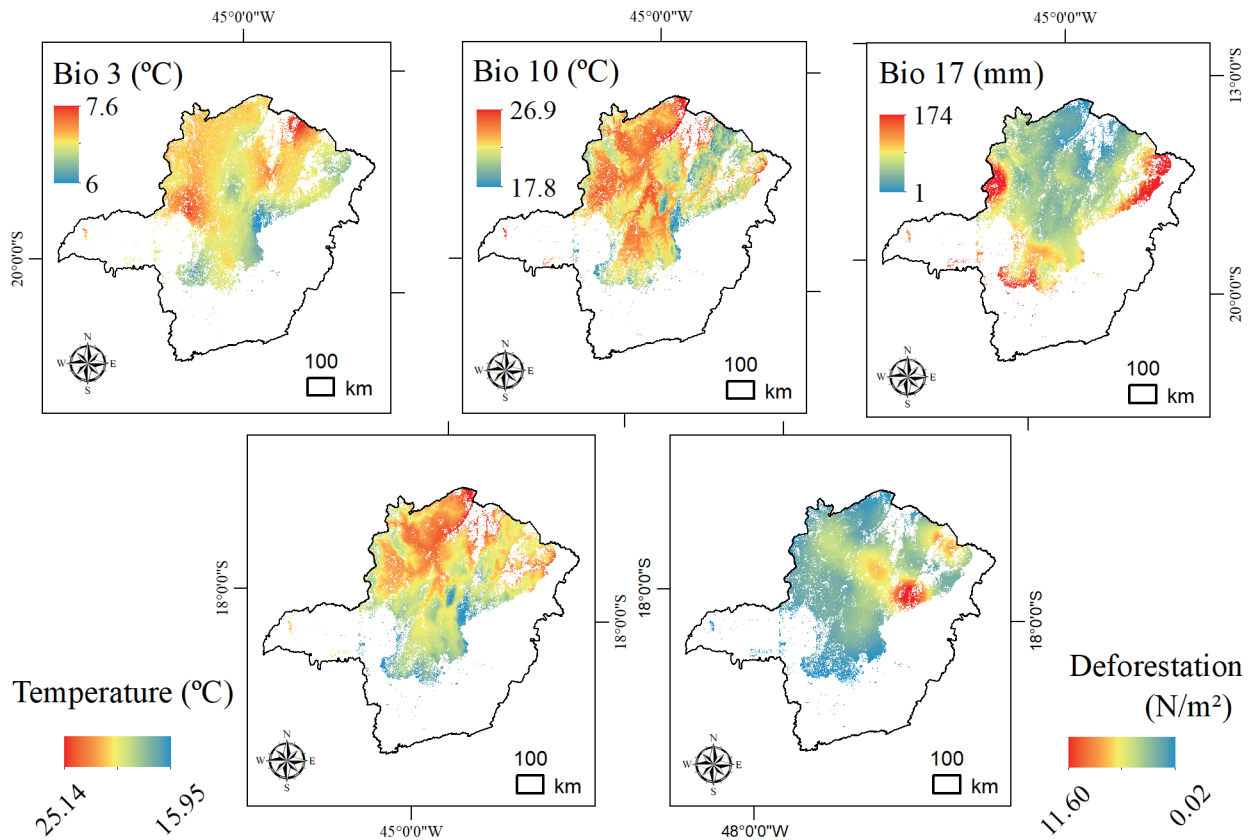 45°0'0"W
45°0'0"W
45°0'0"W
Bio 3 (ºC)
7.6
6
20°0'0"S
N
W E
S
100
km
Bio 10 (ºC)
26.9
17.8
N
W E
S
100
km
Bio 17 (mm)
174
1
13°0'0"S
20°0'0"S
N
W E
S
100
km
18°0'0"S
18°0'0"S
Temperature (ºC)
25.14
15.95
N
W E
S
100
km
45°0'0"W
18°0'0"S
18°0'0"S
Deforestation
(N/m²)
11.60
0.02
N
W E
S
100
km
48°0'0"W